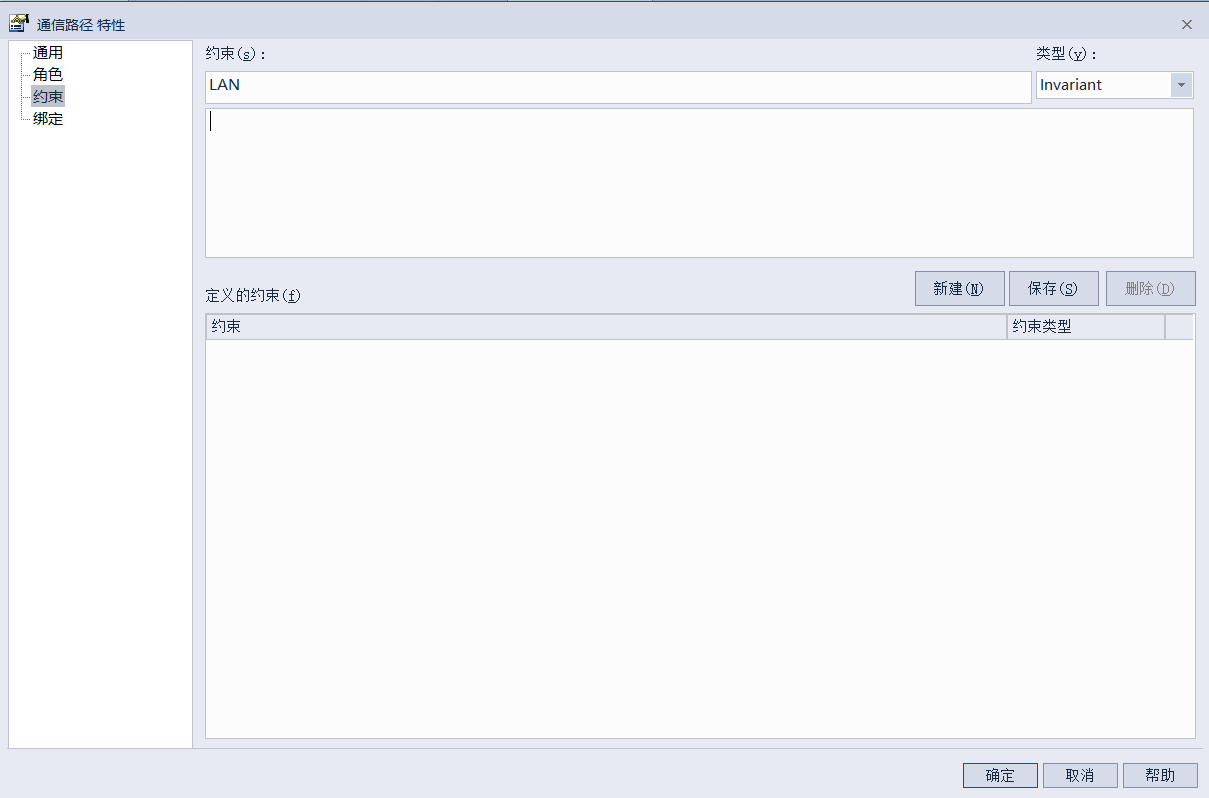 通信路径 特性
通用
角色
约束
绑定
约束(s)：
类型(y)：
LAN
Invariant
定义的约束(f)
新建(N)
保存(S)
删除(D)
约束
约束类型
确定
取消
帮助